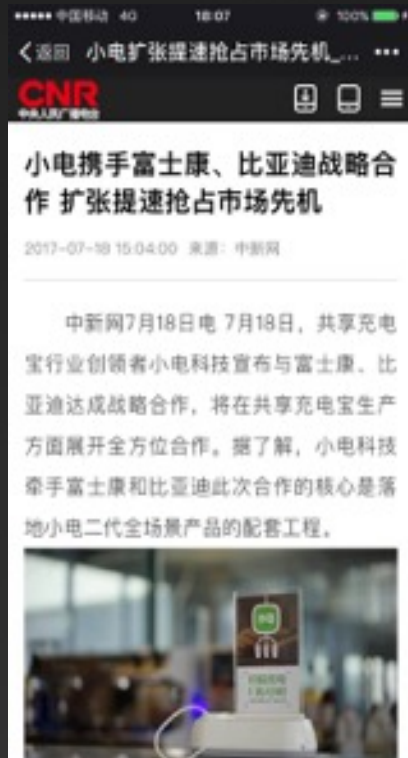 中国移动 4G 18:07 100%
返回 小电扩张提速抢占市场先机_... •••
CNR
中央人民广播电台
小电携手富士康、比亚迪战略合
作 扩张提速抢占市场先机
2017-07-18 15:04:00 来源：中新网
中新网7月18日电 7月18日，共享充电
宝行业创领者小电科技宣布与富士康、比
亚迪达成战略合作，将在共享充电宝生产
方面展开全方位合作。据了解，小电科技
牵手富士康和比亚迪此次合作的核心是落
地小电二代全场景产品的配套工程。
小电